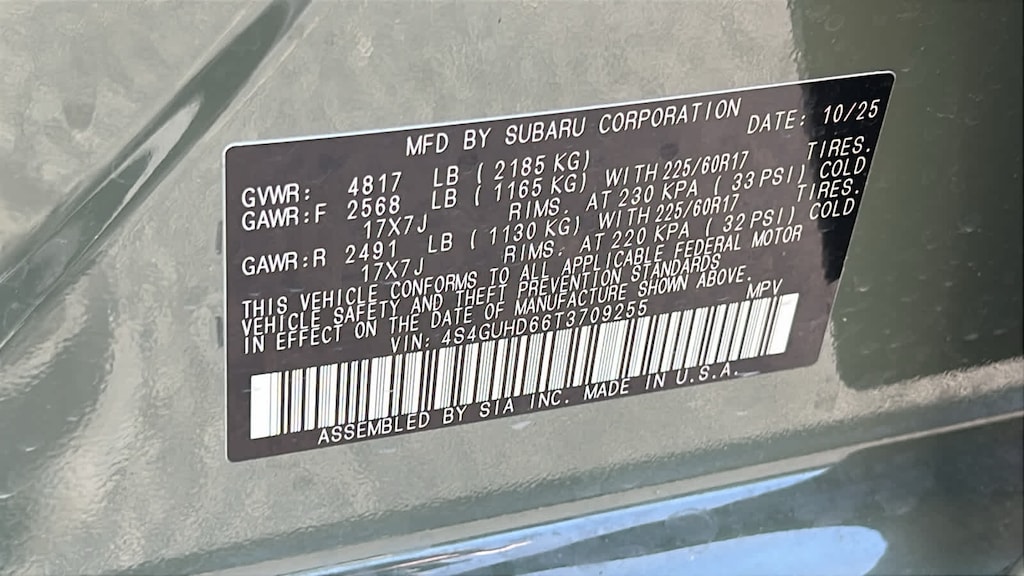 MFD BY SUBARU CORPORATION DATE: 10/25
GVWR: 4817 LB ( 2185 KG)
GAWR:F 2568 LB ( 1165 KG) WITH 225/60R17 TIRES.
17X7J RIMS. AT 230 KPA ( 33 PSI) COLD
GAWR:R 2491 LB ( 1130 KG) WITH 225/60R17 TIRES.
17X7J RIMS. AT 220 KPA ( 32 PSI) COLD
THIS VEHICLE CONFORMS TO ALL APPLICABLE FEDERAL MOTOR
VEHICLE SAFETY AND THEFT PREVENTION STANDARDS
IN EFFECT ON THE DATE OF MANUFACTURE SHOWN ABOVE.
VIN: 4S4GUHD66T3709255 MPV
ASSEMBLED BY SIA INC. MADE IN U.S.A.